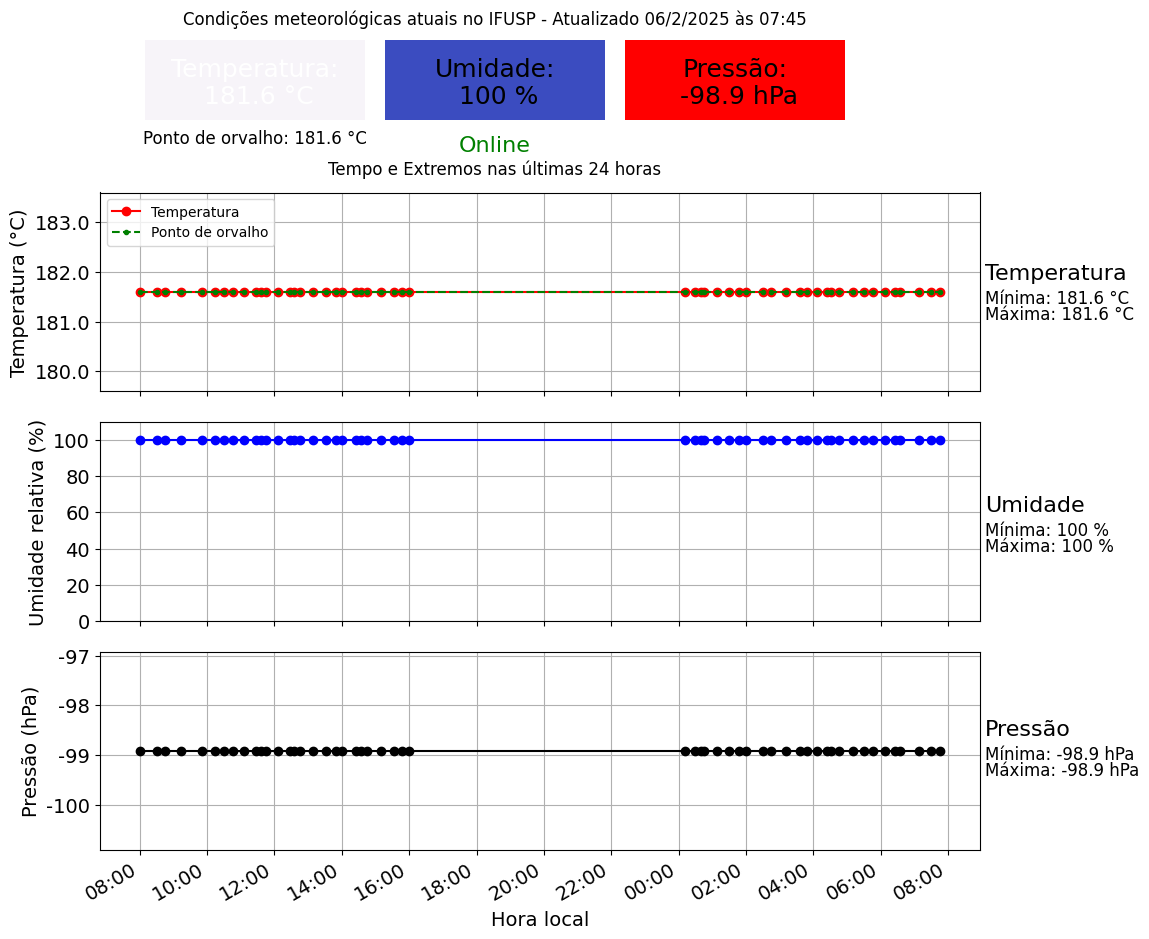 Condições meteorológicas atuais no IFUSP - Atualizado 06/2/2025 às 07:45
Temperatura:
181.6 °C
Umidade:
100 %
Pressão:
-98.9 hPa
Ponto de orvalho: 181.6 °C
Online
Tempo e Extremos nas últimas 24 horas
Temperatura (°C)
183.0
182.0
181.0
180.0
Temperatura
Ponto de orvalho
Temperatura
Mínima: 181.6 °C
Máxima: 181.6 °C
Umidade relativa (%)
100
80
60
40
20
0
Umidade
Mínima: 100 %
Máxima: 100 %
Pressão (hPa)
-97
-98
-99
-100
Pressão
Mínima: -98.9 hPa
Máxima: -98.9 hPa
08:00 10:00 12:00 14:00 16:00 18:00 20:00 22:00 00:00 02:00 04:00 06:00 08:00
Hora local